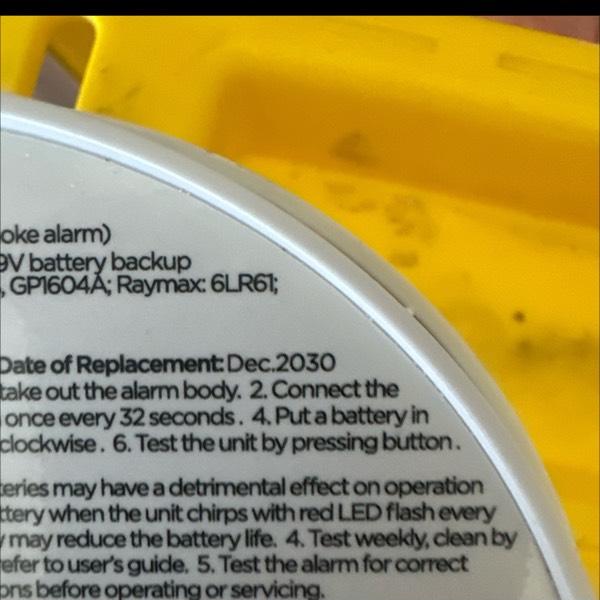 oke alarm)
9V battery backup
, GP1604A; Raymax: 6LR61;
Date of Replacement: Dec.2030
take out the alarm body. 2. Connect the
once every 32 seconds. 4. Put a battery in
clockwise. 6. Test the unit by pressing button.
teries may have a detrimental effect on operation
ttery when the unit chirps with red LED flash every
y may reduce the battery life. 4. Test weekly, clean by
efer to user's guide. 5. Test the alarm for correct
ons before operating or servicing.